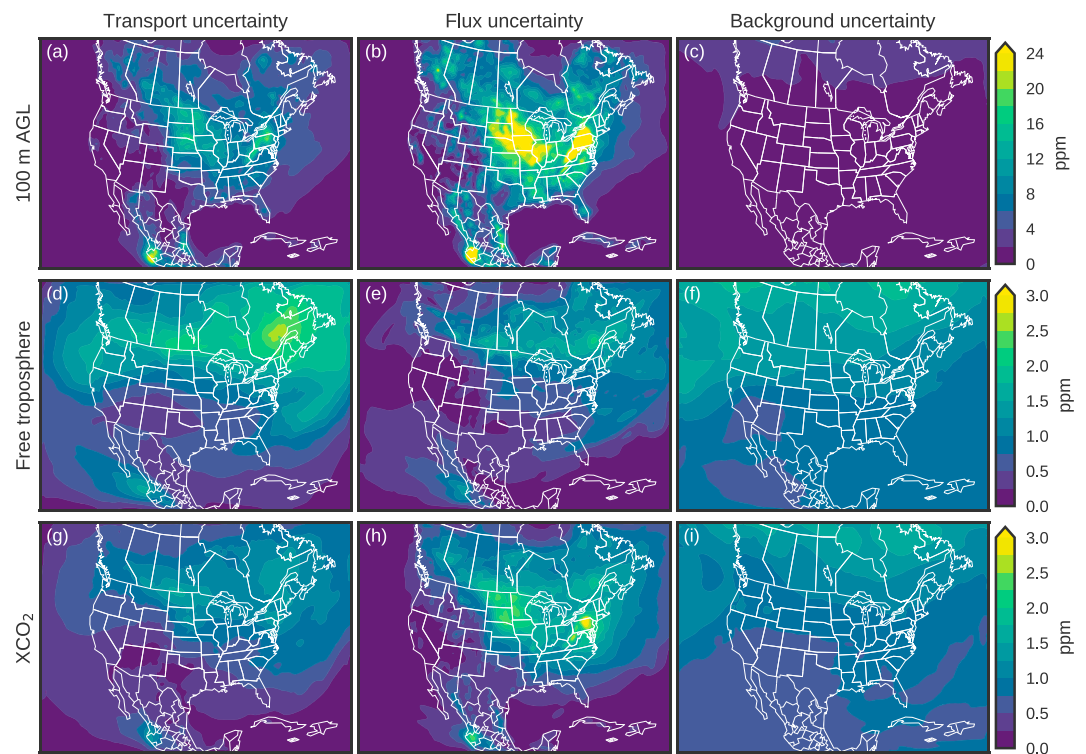 Transport uncertainty Flux uncertainty Background uncertainty
100 m AGL
(a) (b) (c)
24
20
16
12
8
4
0
ppm
Free troposphere
(d) (e) (f)
3.0
2.5
2.0
1.5
1.0
0.5
0.0
ppm
XCO₂
(g) (h) (i)
3.0
2.5
2.0
1.5
1.0
0.5
0.0
ppm